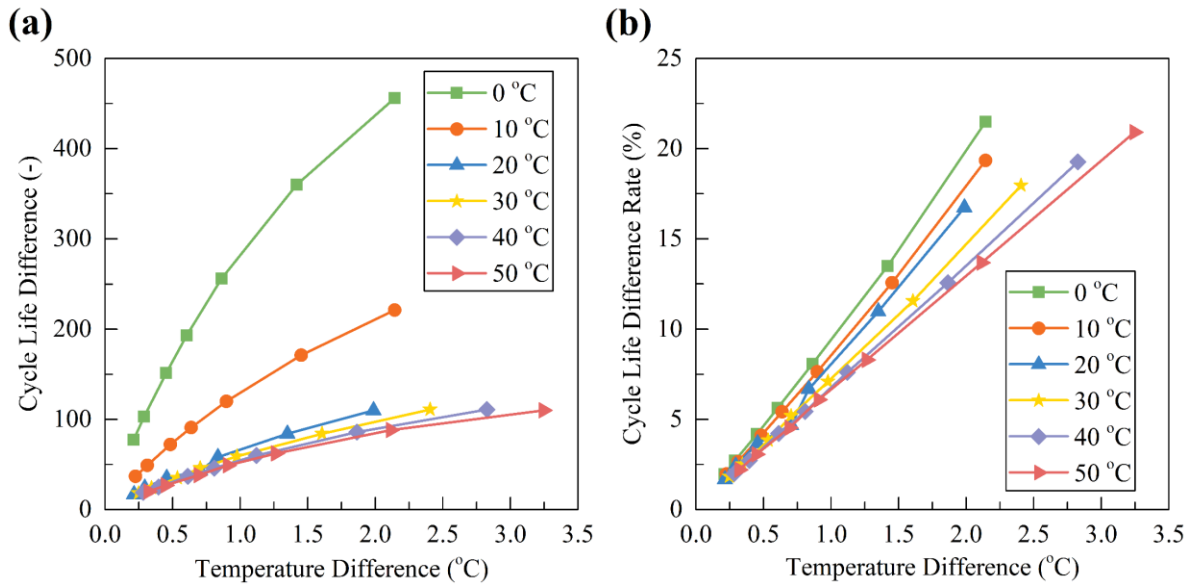 (a)
500
400
300
200
100
0
0.0 0.5 1.0 1.5 2.0 2.5 3.0 3.5
Cycle Life Difference (-)
Temperature Difference (°C)
0 °C
10 °C
20 °C
30 °C
40 °C
50 °C
(b)
25
20
15
10
5
0
0.0 0.5 1.0 1.5 2.0 2.5 3.0 3.5
Cycle Life Difference Rate (%)
Temperature Difference (°C)
0 °C
10 °C
20 °C
30 °C
40 °C
50 °C